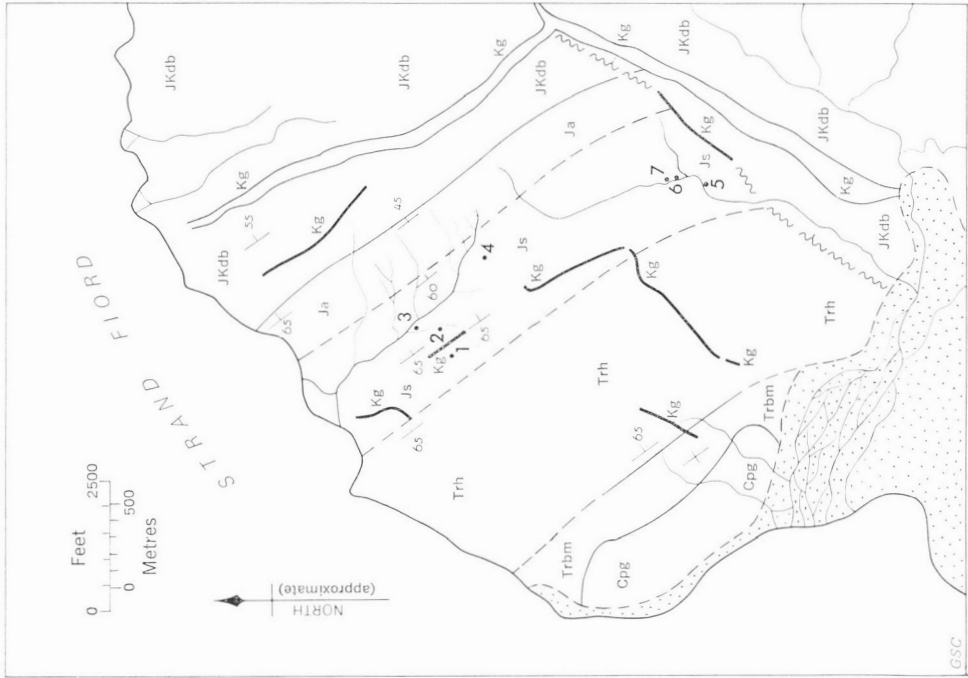 JKdb
Kg
JKdb
Kg
JKdb
Kg
JKdb
Ja
Kg
Js
7
6
5
Kg
JKdb
JKdb
55
Kg
JKdb
45
65
Ja
60
4
Js
Kg
Kg
3
2
1
65
Kg
65
Kg
Js
65
Trh
Trh
Kg
Trh
Kg
65
Trbm
Cpg
Trbm
Cpg
STRAND FIORD
Feet
0 2500
0 500
Metres
NORTH
(approximate)
GSC